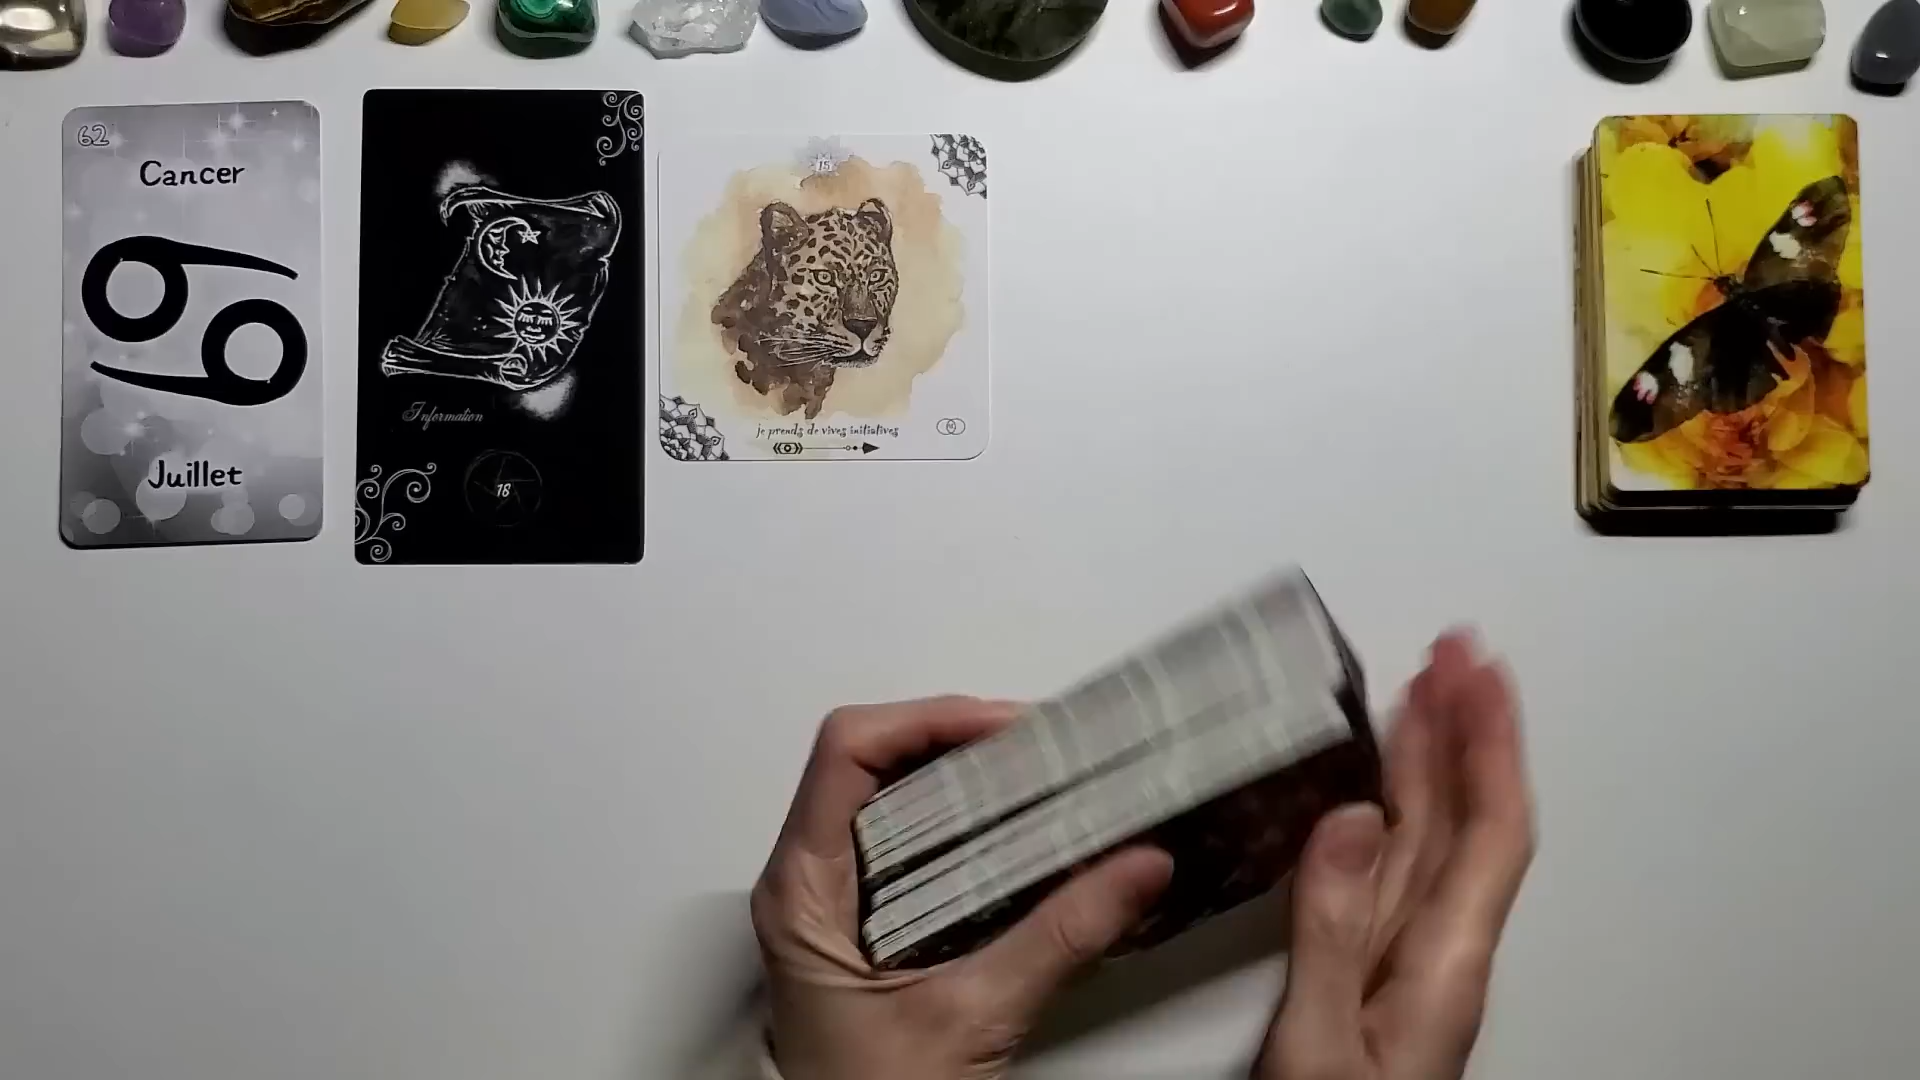 62
Cancer
Juillet
Information
18
15
je prends de vives initiatives